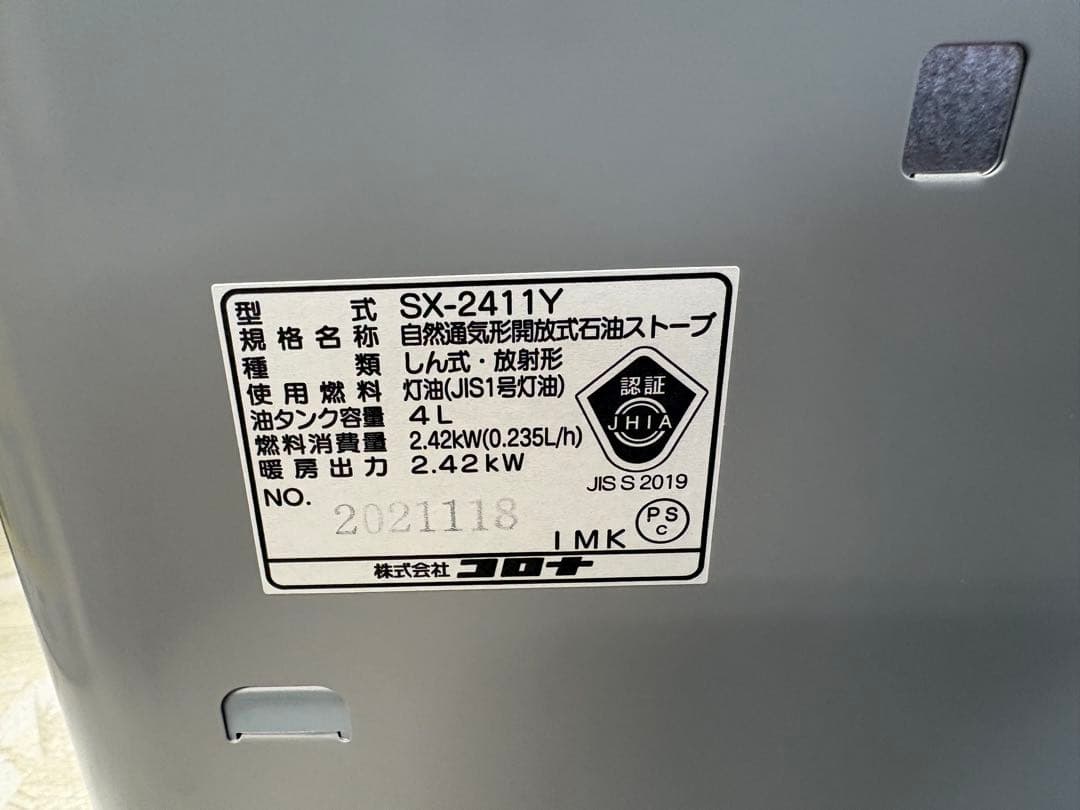 型式 SX-2411Y
規格名称 自然通気形開放式石油ストーブ
種類 しん式・放射形
使用燃料 灯油(JIS1号灯油)
油タンク容量 4L
燃料消費量 2.42kW(0.235L/h)
暖房出力 2.42kW
認証
JHIA
JIS S 2019
NO. 2021118
IMK
PS
C
株式会社 コロナ